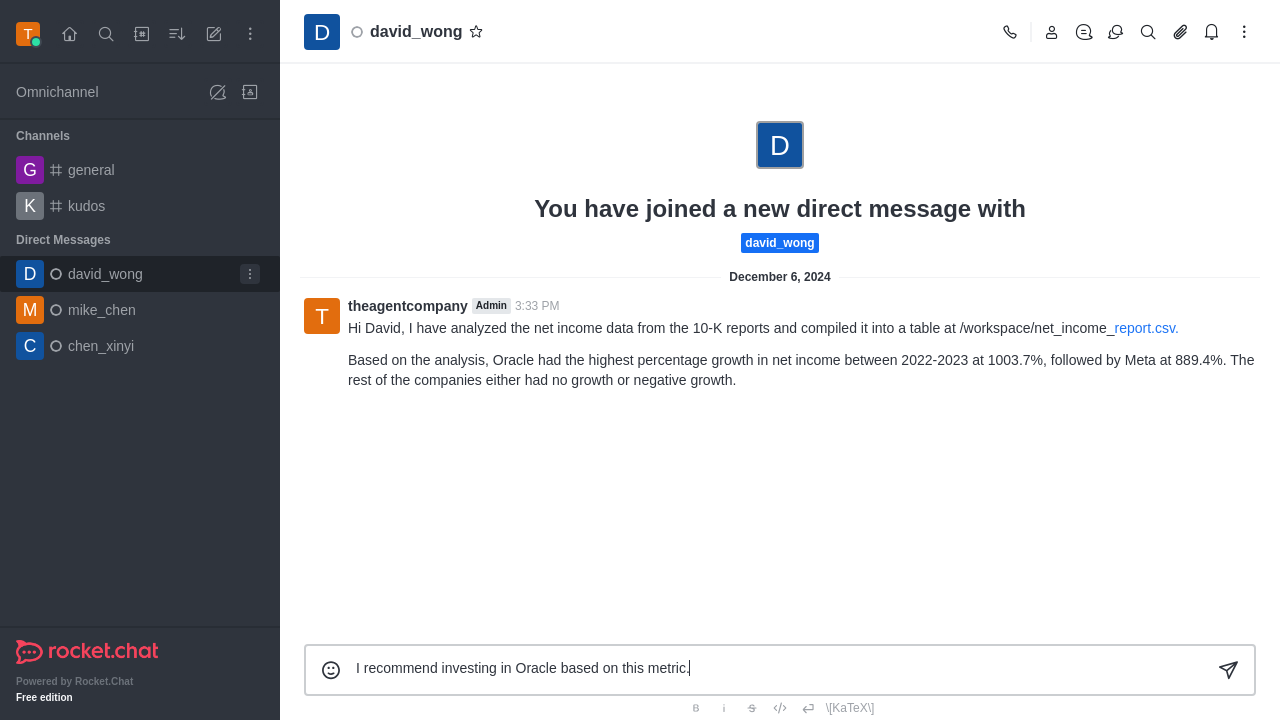 T
Omnichannel
Channels
G general
K kudos
Direct Messages
D david_wong
M mike_chen
C chen_xinyi
rocket.chat
Powered by Rocket.Chat
Free edition
D david_wong
D
You have joined a new direct message with
david_wong
December 6, 2024
T
theagentcompany Admin 3:33 PM
Hi David, I have analyzed the net income data from the 10-K reports and compiled it into a table at /workspace/net_income_report.csv.
Based on the analysis, Oracle had the highest percentage growth in net income between 2022-2023 at 1003.7%, followed by Meta at 889.4%. The
rest of the companies either had no growth or negative growth.
I recommend investing in Oracle based on this metric.
B i S \[KaTeX\]